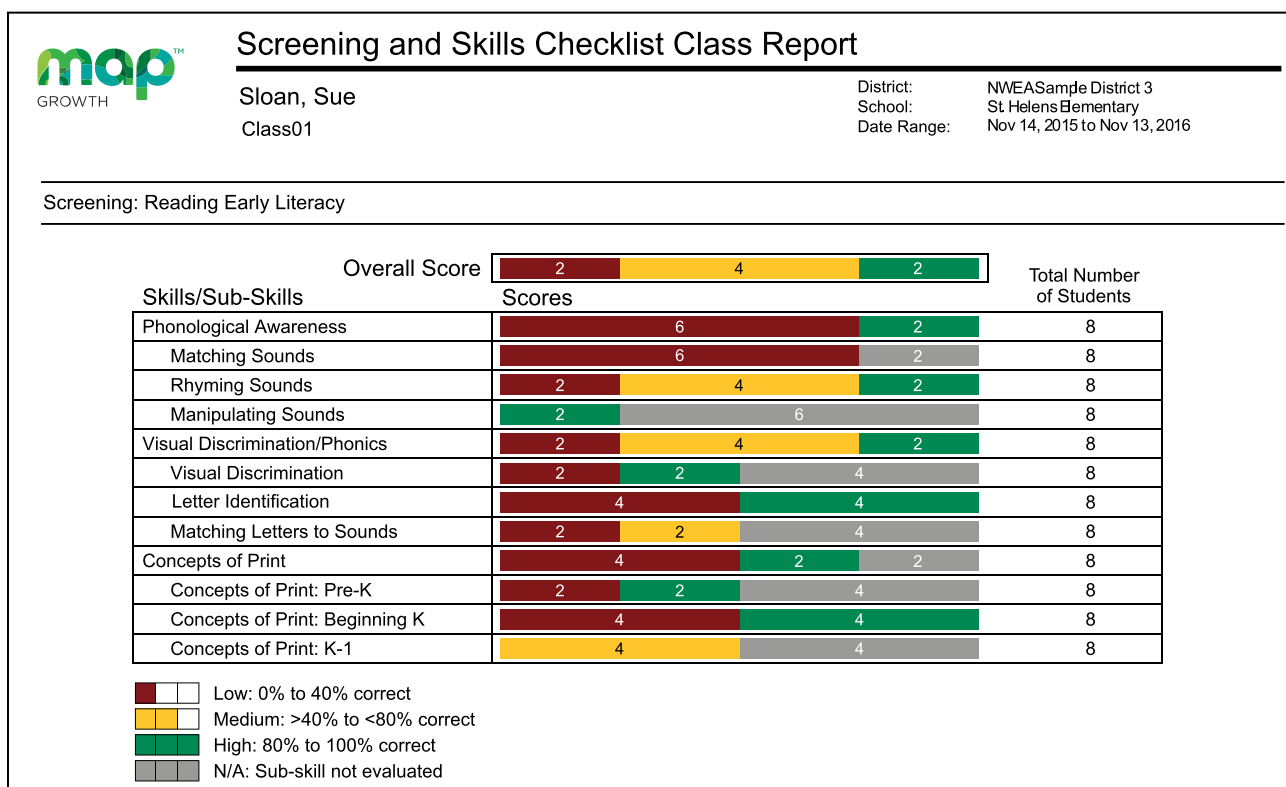 map™
GROWTH
Screening and Skills Checklist Class Report
Sloan, Sue
Class01
District: NWEASample District 3
School: St. Helens Elementary
Date Range: Nov 14, 2015 to Nov 13, 2016
Screening: Reading Early Literacy
Overall Score 2 4 2
Total Number
of Students
Skills/Sub-Skills Scores
Phonological Awareness 6 2 8
Matching Sounds 6 2 8
Rhyming Sounds 2 4 2 8
Manipulating Sounds 2 6 8
Visual Discrimination/Phonics 2 4 2 8
Visual Discrimination 2 2 4 8
Letter Identification 4 4 8
Matching Letters to Sounds 2 2 4 8
Concepts of Print 4 2 2 8
Concepts of Print: Pre-K 2 2 4 8
Concepts of Print: Beginning K 4 4 8
Concepts of Print: K-1 4 4 8
Low: 0% to 40% correct
Medium: >40% to <80% correct
High: 80% to 100% correct
N/A: Sub-skill not evaluated